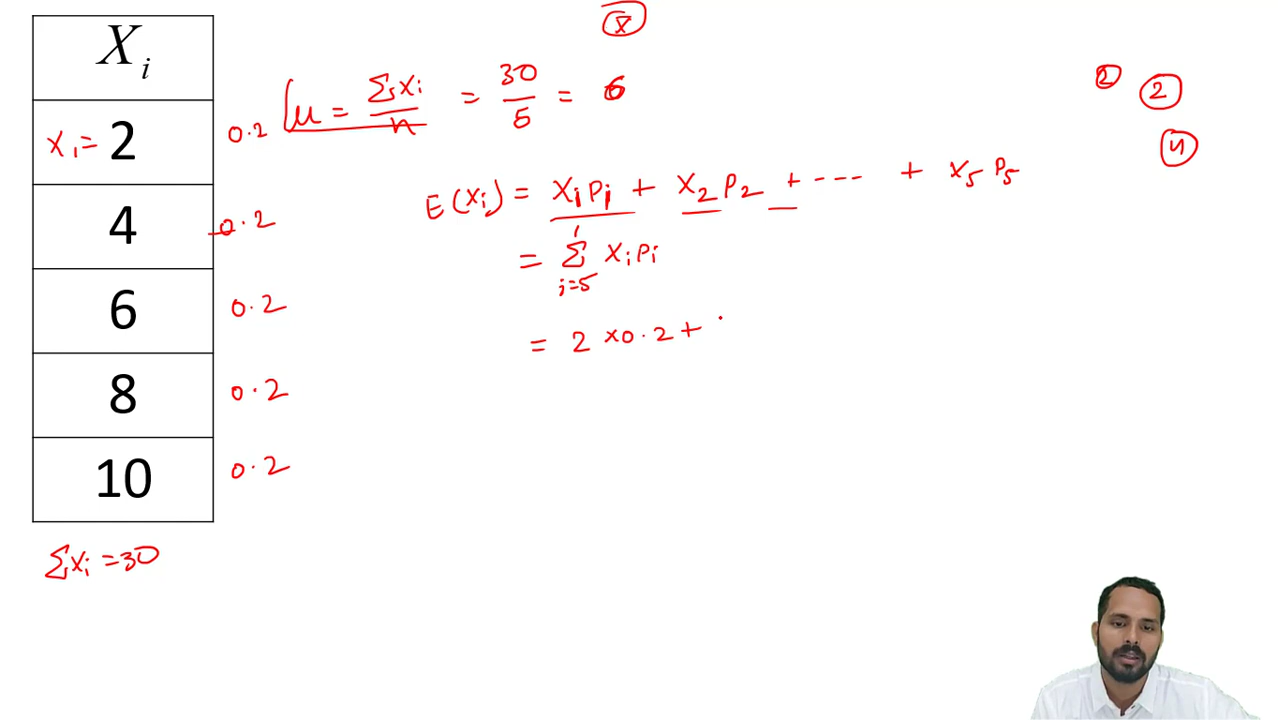 X̄
Xᵢ
μ = ΣXᵢ/n = 30/5 = 6
2 2
X₁ = 2 0.2
4
E(Xᵢ) = X₁P₁ + X₂P₂ + ---- + X₅P₅
4 0.2
= Σ XᵢPᵢ
i=5
6 0.2
= 2 × 0.2 +
8 0.2
10 0.2
ΣXᵢ = 30